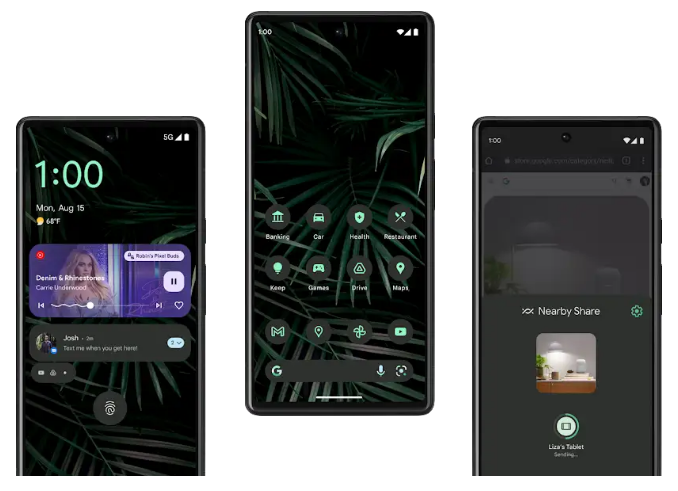 5G
1:00
Mon, Aug 15
68°F
Robin's Pixel Buds
Denim & Rhinestones
Carrie Underwood
Josh • 2m
Text me when you get here!
2
1:00
Banking
Car
Health
Restaurant
Keep
Games
Drive
Maps
G
1:00
G
Nearby Share
Liza's Tablet
Sending...